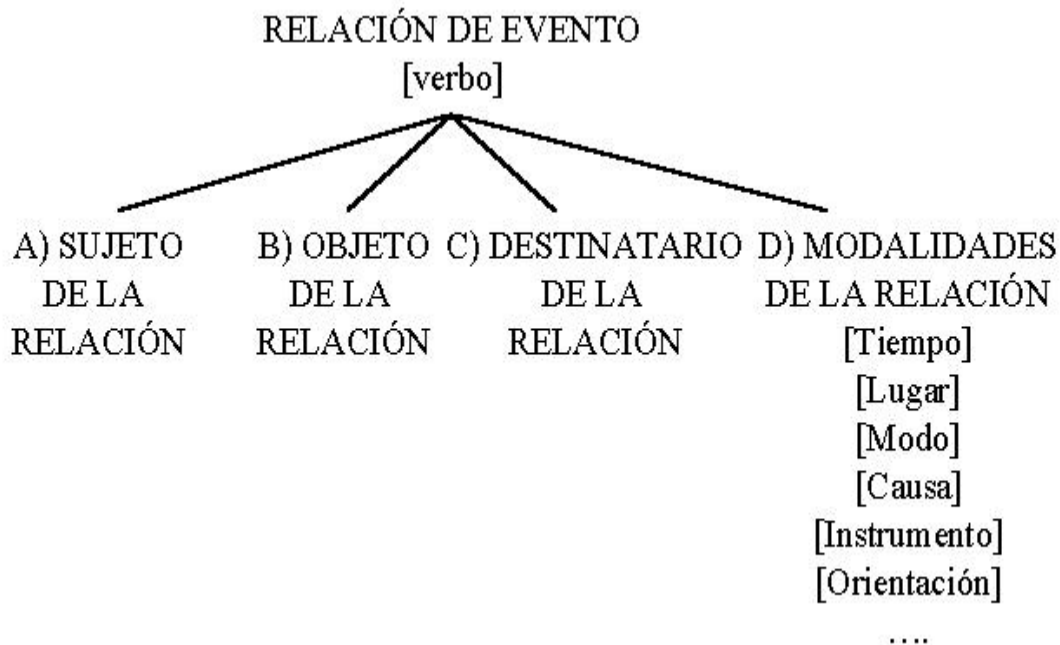 RELACIÓN DE EVENTO
[verbo]
A) SUJETO DE LA RELACIÓN
B) OBJETO DE LA RELACIÓN
C) DESTINATARIO DE LA RELACIÓN
D) MODALIDADES DE LA RELACIÓN
[Tiempo]
[Lugar]
[Modo]
[Causa]
[Instrumento]
[Orientación]
....